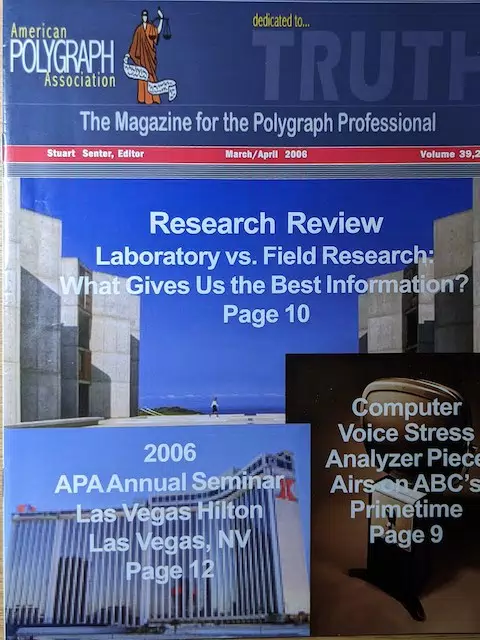 American
POLYGRAPH
Association
dedicated to...
TRUTH
The Magazine for the Polygraph Professional
Stuart Senter, Editor March/April 2006 Volume 39,2
Research Review
Laboratory vs. Field Research:
What Gives Us the Best Information?
Page 10
Computer
Voice Stress
Analyzer Piece
Airs on ABC's
Primetime
Page 9
2006
APA Annual Seminar
Las Vegas Hilton
Las Vegas, NV
Page 12